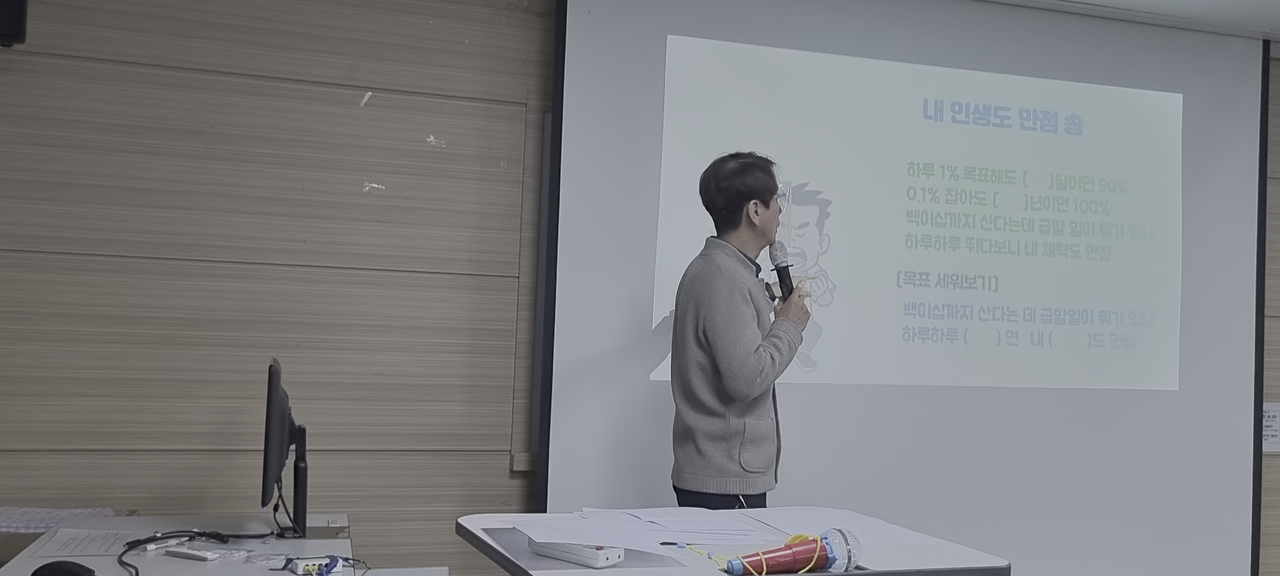 내 인생도 만점 송
하루 1% 목표해도 [ ]달이면 90%
0.1% 잡아도 [ ]년이면 100%
백이십까지 산다는데 급할 일이 뭐가 있나
하루하루 뛰다보니 내 체력도 만점
[목표 세워보기]
백이십까지 산다는 데 급할일이 뭐가 있나
하루하루 ( ) 면 내 ( )도 만점